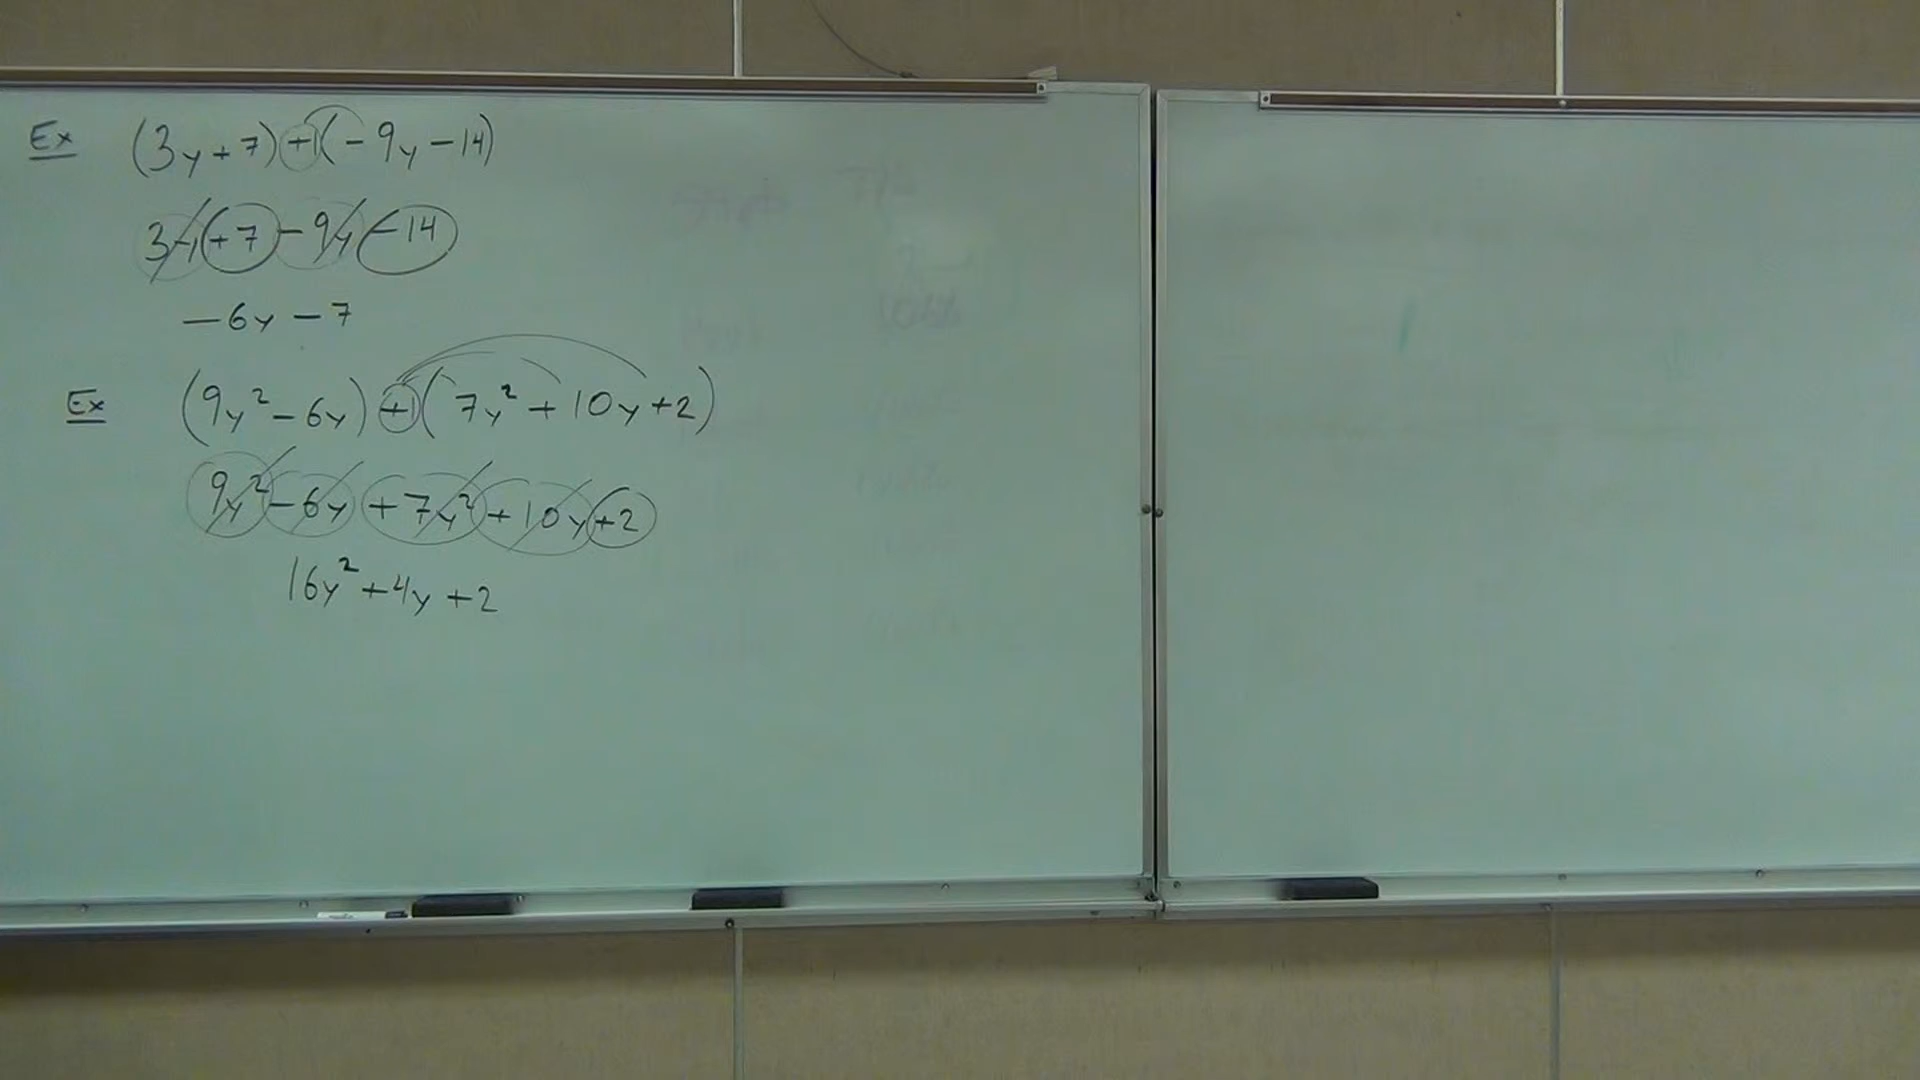 Ex (3y+7)+1(-9y-14)
3y+7-9y-14
-6y-7
Ex (9y²-6y)+1(7y²+10y+2)
9y²-6y+7y²+10y+2
16y²+4y+2